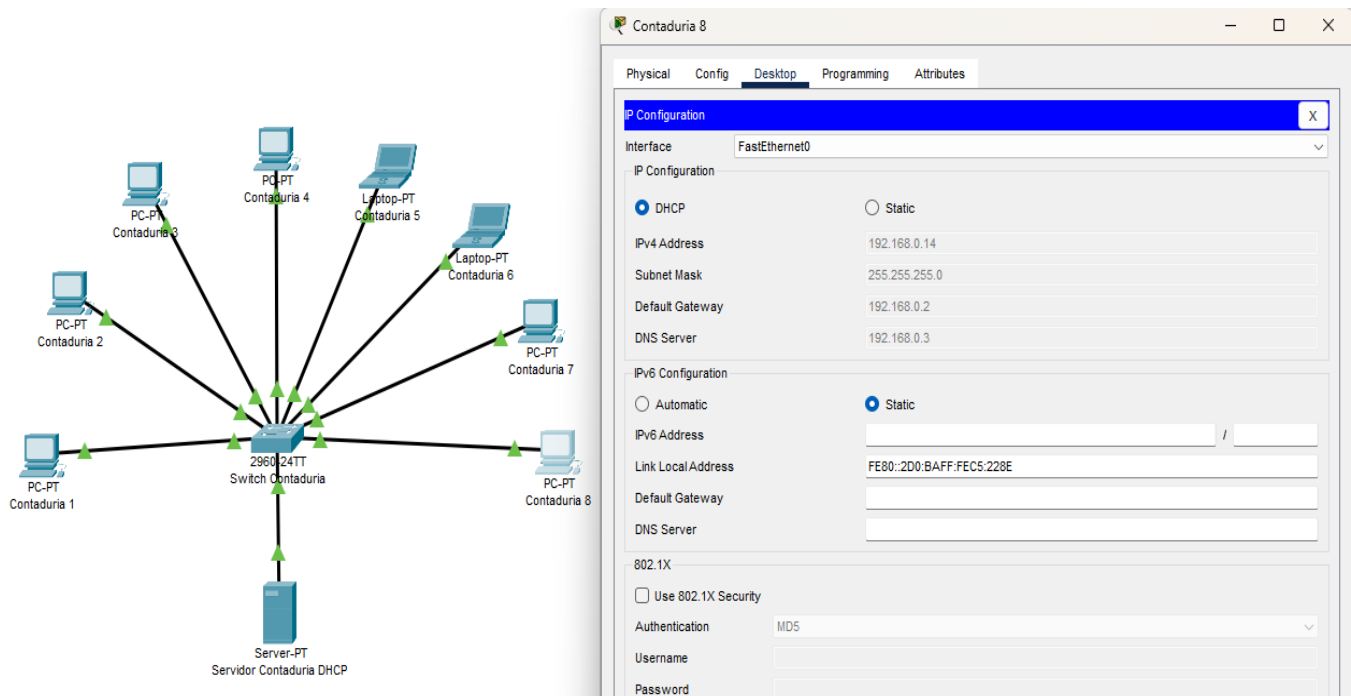 PC-PT
Contaduria 4
PC-PT
Contaduria 3
Laptop-PT
Contaduria 5
Laptop-PT
Contaduria 6
PC-PT
Contaduria 2
PC-PT
Contaduria 7
2960-24TT
Switch Contaduria
PC-PT
Contaduria 1
PC-PT
Contaduria 8
Server-PT
Servidor Contaduria DHCP
Contaduria 8
Physical Config Desktop Programming Attributes
IP Configuration X
Interface FastEthernet0
IP Configuration
DHCP Static
IPv4 Address 192.168.0.14
Subnet Mask 255.255.255.0
Default Gateway 192.168.0.2
DNS Server 192.168.0.3
IPv6 Configuration
Automatic Static
IPv6 Address /
Link Local Address FE80::2D0:BAFF:FEC5:228E
Default Gateway
DNS Server
802.1X
Use 802.1X Security
Authentication MD5
Username
Password